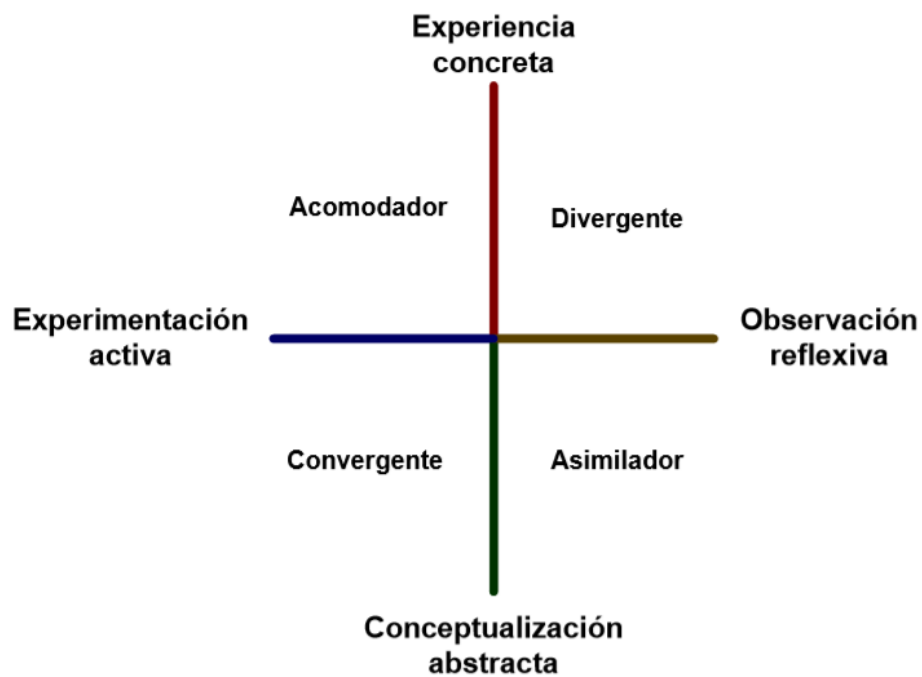 Experiencia
concreta
Acomodador
Divergente
Experimentación
activa
Observación
reflexiva
Convergente
Asimilador
Conceptualización
abstracta